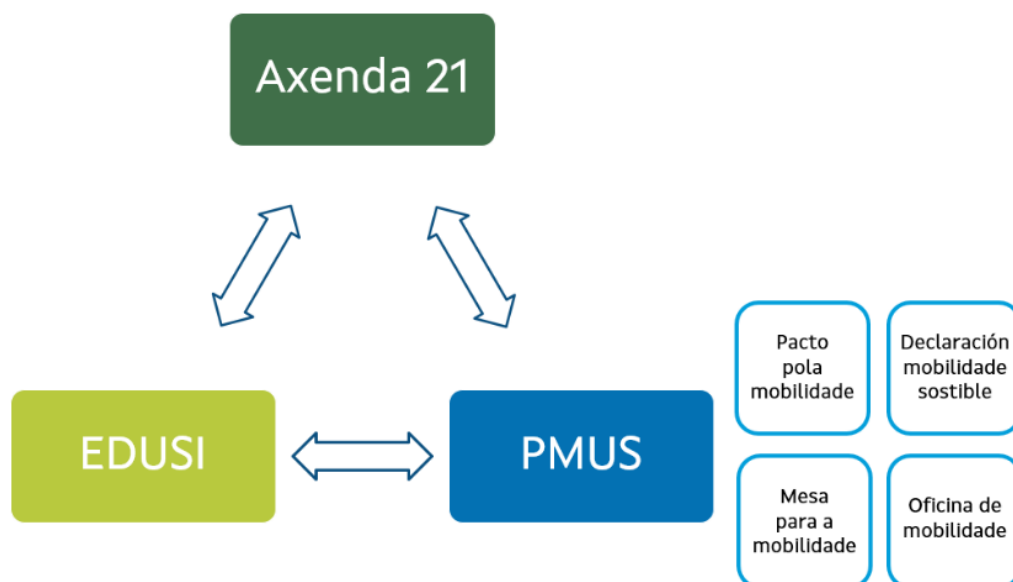 Axenda 21
EDUSI
PMUS
Pacto
pola
mobilidade
Declaración
mobilidade
sostible
Mesa
para a
mobilidade
Oficina de
mobilidade